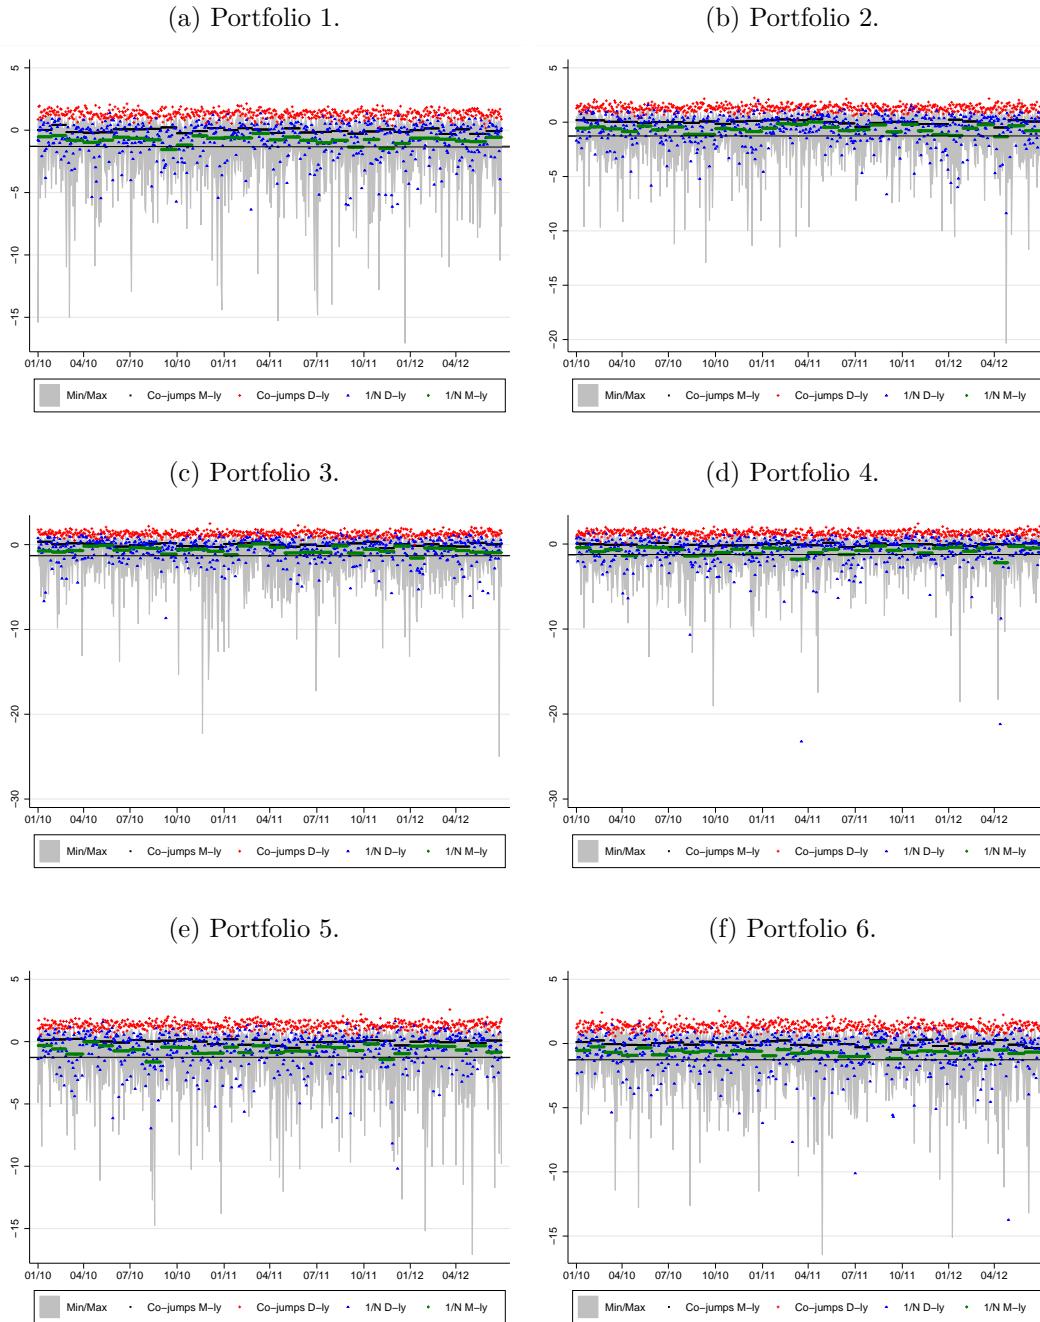 (a) Portfolio 1.
(b) Portfolio 2.
5
0
−5
−10
−15
01/10 04/10 07/10 10/10 01/11 04/11 07/11 10/11 01/12 04/12
Min/Max Co−jumps M−ly Co−jumps D−ly 1/N D−ly 1/N M−ly
5
0
−5
−10
−15
−20
01/10 04/10 07/10 10/10 01/11 04/11 07/11 10/11 01/12 04/12
Min/Max Co−jumps M−ly Co−jumps D−ly 1/N D−ly 1/N M−ly
(c) Portfolio 3.
(d) Portfolio 4.
0
−10
−20
−30
01/10 04/10 07/10 10/10 01/11 04/11 07/11 10/11 01/12 04/12
Min/Max Co−jumps M−ly Co−jumps D−ly 1/N D−ly 1/N M−ly
0
−10
−20
−30
01/10 04/10 07/10 10/10 01/11 04/11 07/11 10/11 01/12 04/12
Min/Max Co−jumps M−ly Co−jumps D−ly 1/N D−ly 1/N M−ly
(e) Portfolio 5.
(f) Portfolio 6.
5
0
−5
−10
−15
01/10 04/10 07/10 10/10 01/11 04/11 07/11 10/11 01/12 04/12
Min/Max Co−jumps M−ly Co−jumps D−ly 1/N D−ly 1/N M−ly
5
0
−5
−10
−15
01/10 04/10 07/10 10/10 01/11 04/11 07/11 10/11 01/12 04/12
Min/Max Co−jumps M−ly Co−jumps D−ly 1/N D−ly 1/N M−ly